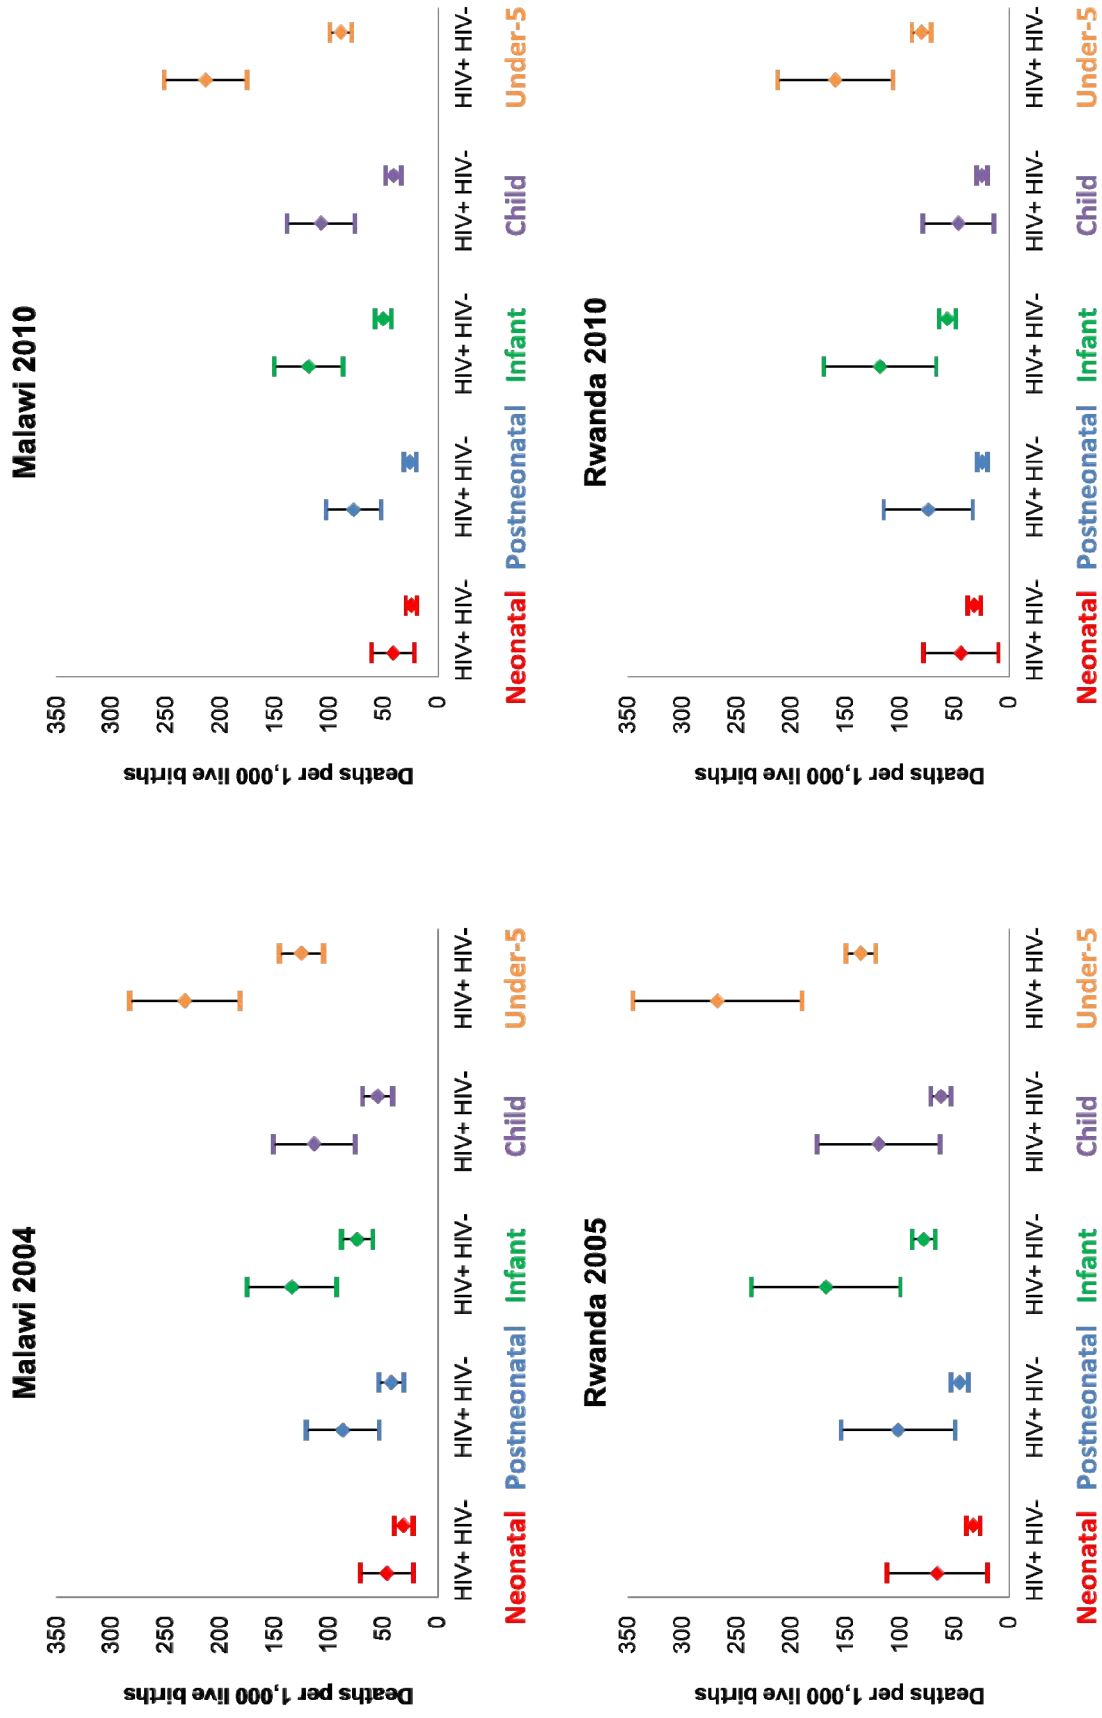 Malawi 2004
Deaths per 1,000 live births
350
300
250
200
150
100
50
0
HIV+ HIV- HIV+ HIV- HIV+ HIV- HIV+ HIV- HIV+ HIV-
Neonatal Postneonatal Infant Child Under-5
Malawi 2010
Deaths per 1,000 live births
350
300
250
200
150
100
50
0
HIV+ HIV- HIV+ HIV- HIV+ HIV- HIV+ HIV- HIV+ HIV-
Neonatal Postneonatal Infant Child Under-5
Rwanda 2005
Deaths per 1,000 live births
350
300
250
200
150
100
50
0
HIV+ HIV- HIV+ HIV- HIV+ HIV- HIV+ HIV- HIV+ HIV-
Neonatal Postneonatal Infant Child Under-5
Rwanda 2010
Deaths per 1,000 live births
350
300
250
200
150
100
50
0
HIV+ HIV- HIV+ HIV- HIV+ HIV- HIV+ HIV- HIV+ HIV-
Neonatal Postneonatal Infant Child Under-5